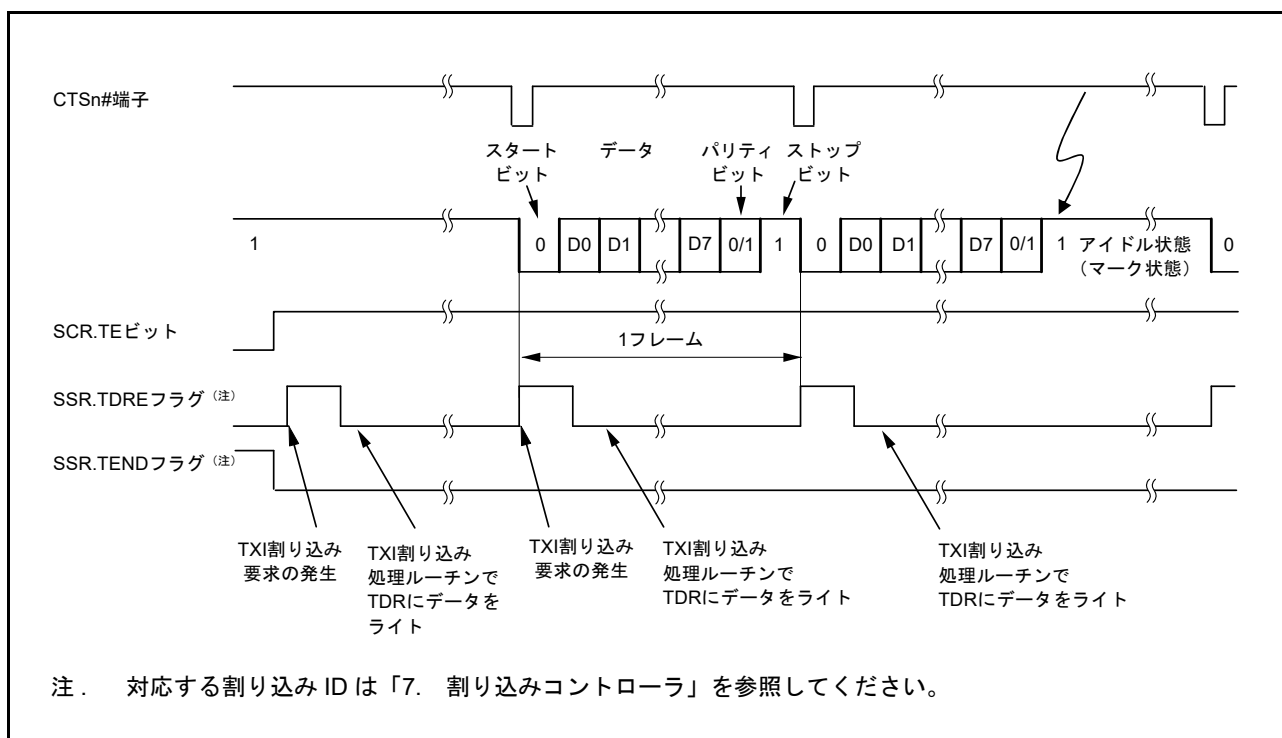 CTSn#端子
スタート
ビット
データ
パリティ
ビット
ストップ
ビット
1
0
D0
D1
D7
0/1
1
0
D0
D1
D7
0/1
1
アイドル状態
（マーク状態）
0
SCR.TEビット
1フレーム
SSR.TDREフラグ（注）
SSR.TENDフラグ（注）
TXI割り込み
要求の発生
TXI割り込み
処理ルーチンで
TDRにデータを
ライト
TXI割り込み
要求の発生
TXI割り込み
処理ルーチンで
TDRにデータをライト
TXI割り込み
処理ルーチンで
TDRにデータをライト
注 . 対応する割り込み ID は「7. 割り込みコントローラ」を参照してください。